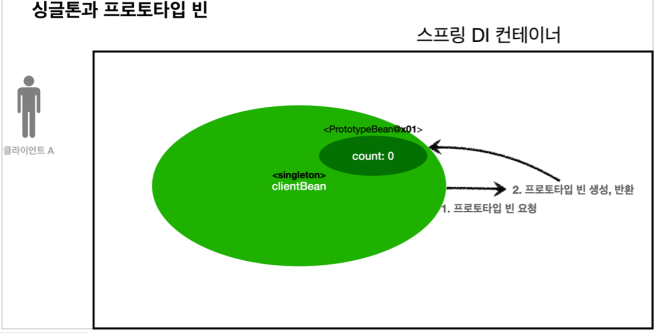 싱글톤과 프로토타입 빈
스프링 DI 컨테이너
클라이언트 A
<PrototypeBean@x01>
count: 0
<singleton>
clientBean
2. 프로토타입 빈 생성, 반환
1. 프로토타입 빈 요청